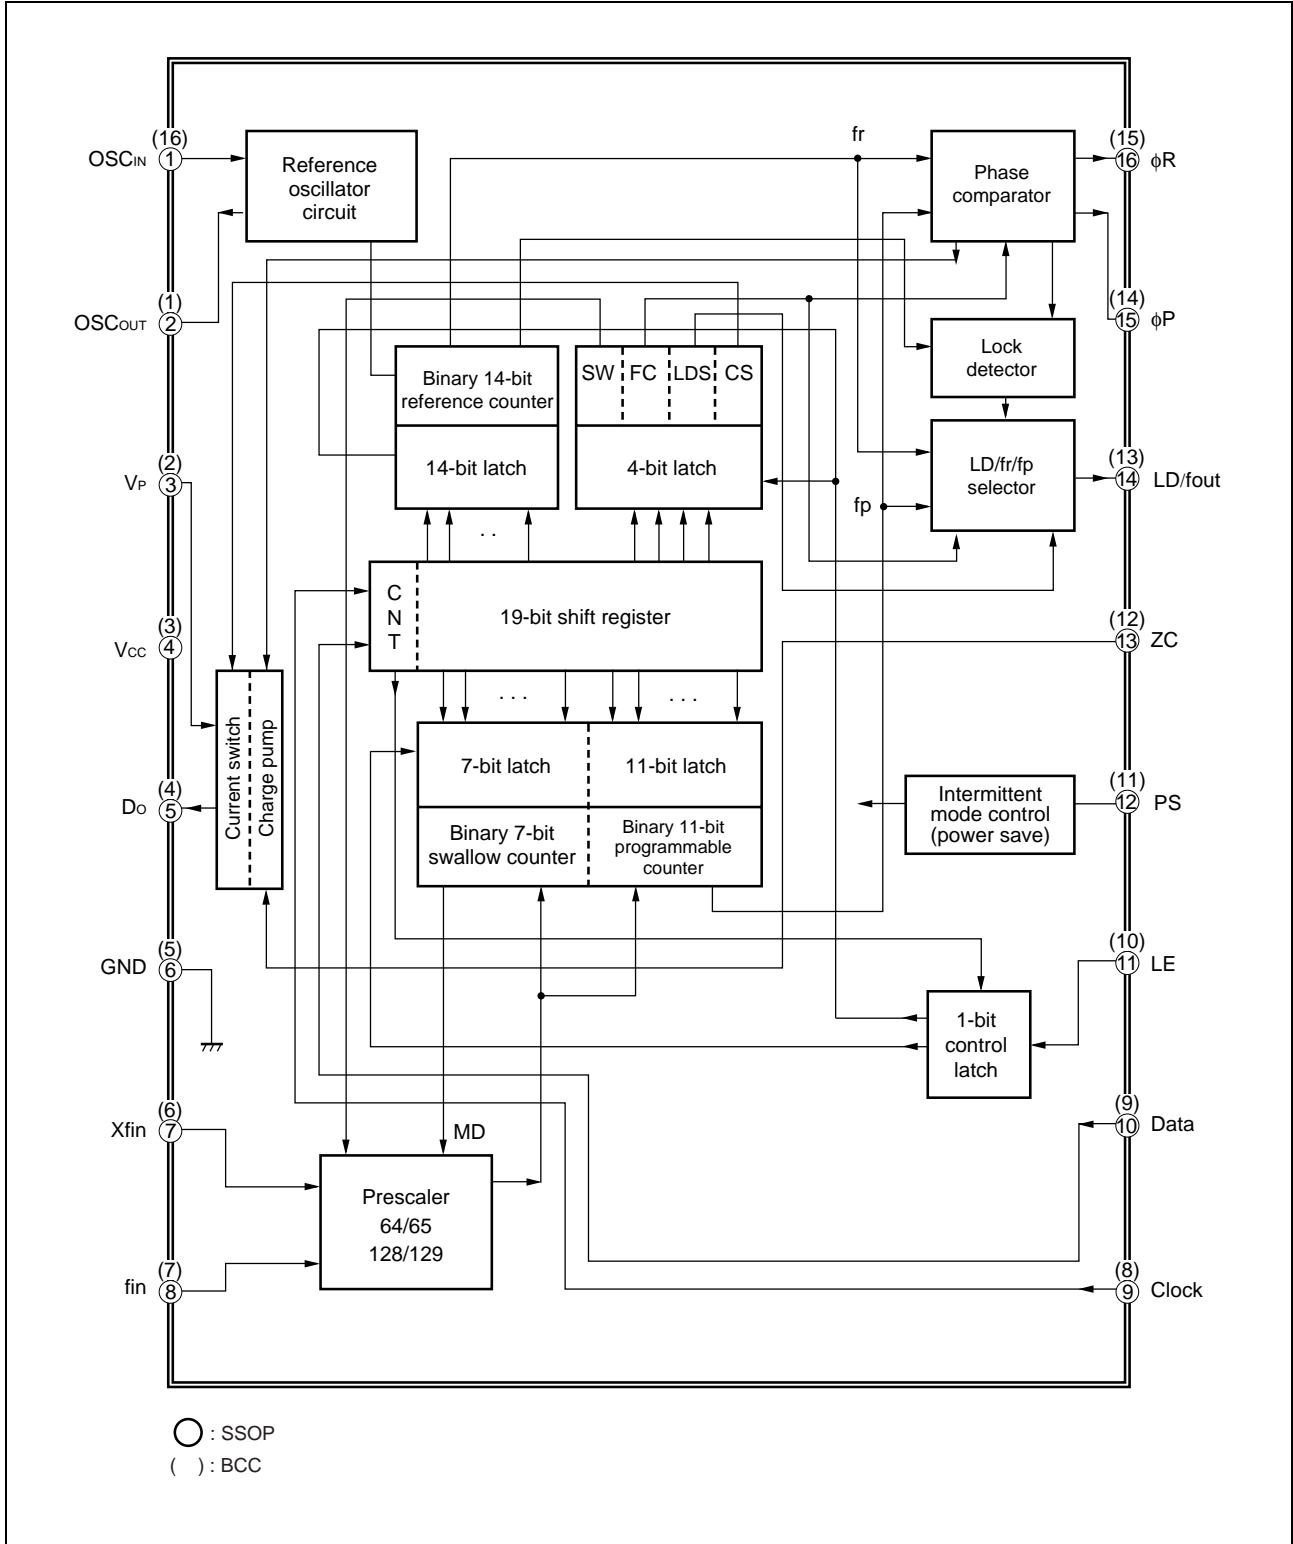 fr
(16)
OSCIN 1
Reference
oscillator
circuit
Phase
comparator
(15)
16 ϕR
(1)
OSCOUT 2
(14)
15 ϕP
Lock
detector
Binary 14-bit
reference counter
14-bit latch
SW FC LDS CS
4-bit latch
LD/fr/fp
selector
(13)
14 LD/fout
(2)
VP 3
fp
. .
C
N
T
19-bit shift register
(12)
13 ZC
(3)
VCC 4
. . .
. . .
Current switch
Charge pump
7-bit latch
11-bit latch
(4)
DO 5
Binary 7-bit
swallow counter
Binary 11-bit
programmable
counter
Intermittent
mode control
(power save)
(11)
12 PS
(5)
GND 6
(10)
11 LE
1-bit
control
latch
(6)
Xfin 7
MD
(9)
10 Data
Prescaler
64/65
128/129
(7)
fin 8
(8)
9 Clock
: SSOP
( ) : BCC